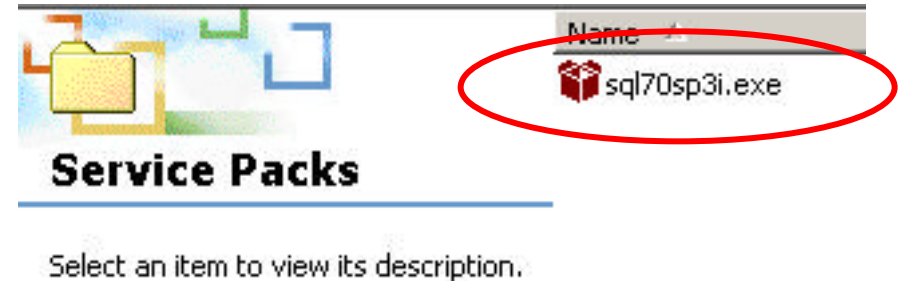 Name
sql70sp3i.exe
Service Packs
Select an item to view its description.